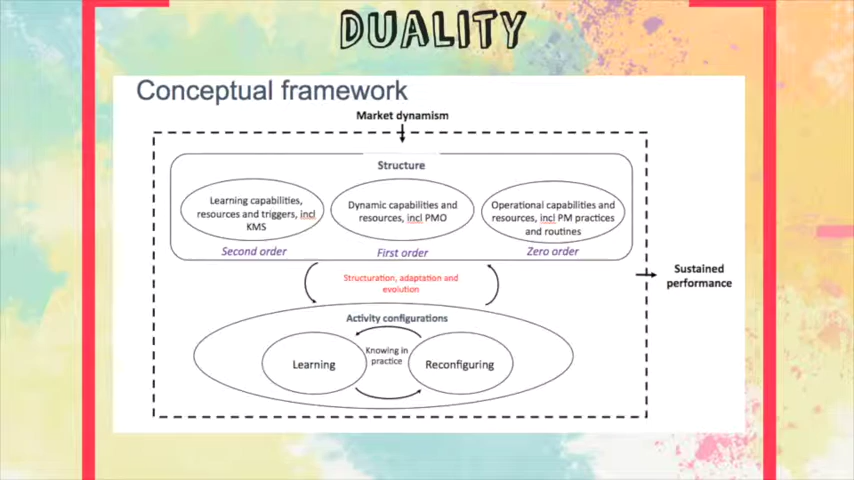 DUALITY
Conceptual framework
Market dynamism
Structure
Learning capabilities,
resources and triggers, incl
KMS
Dynamic capabilities and
resources, incl PMO
Operational capabilities and
resources, incl PM practices
and routines
Second order
First order
Zero order
Structuration, adaptation and
evolution
Sustained
performance
Activity configurations
Learning
Knowing in
practice
Reconfiguring